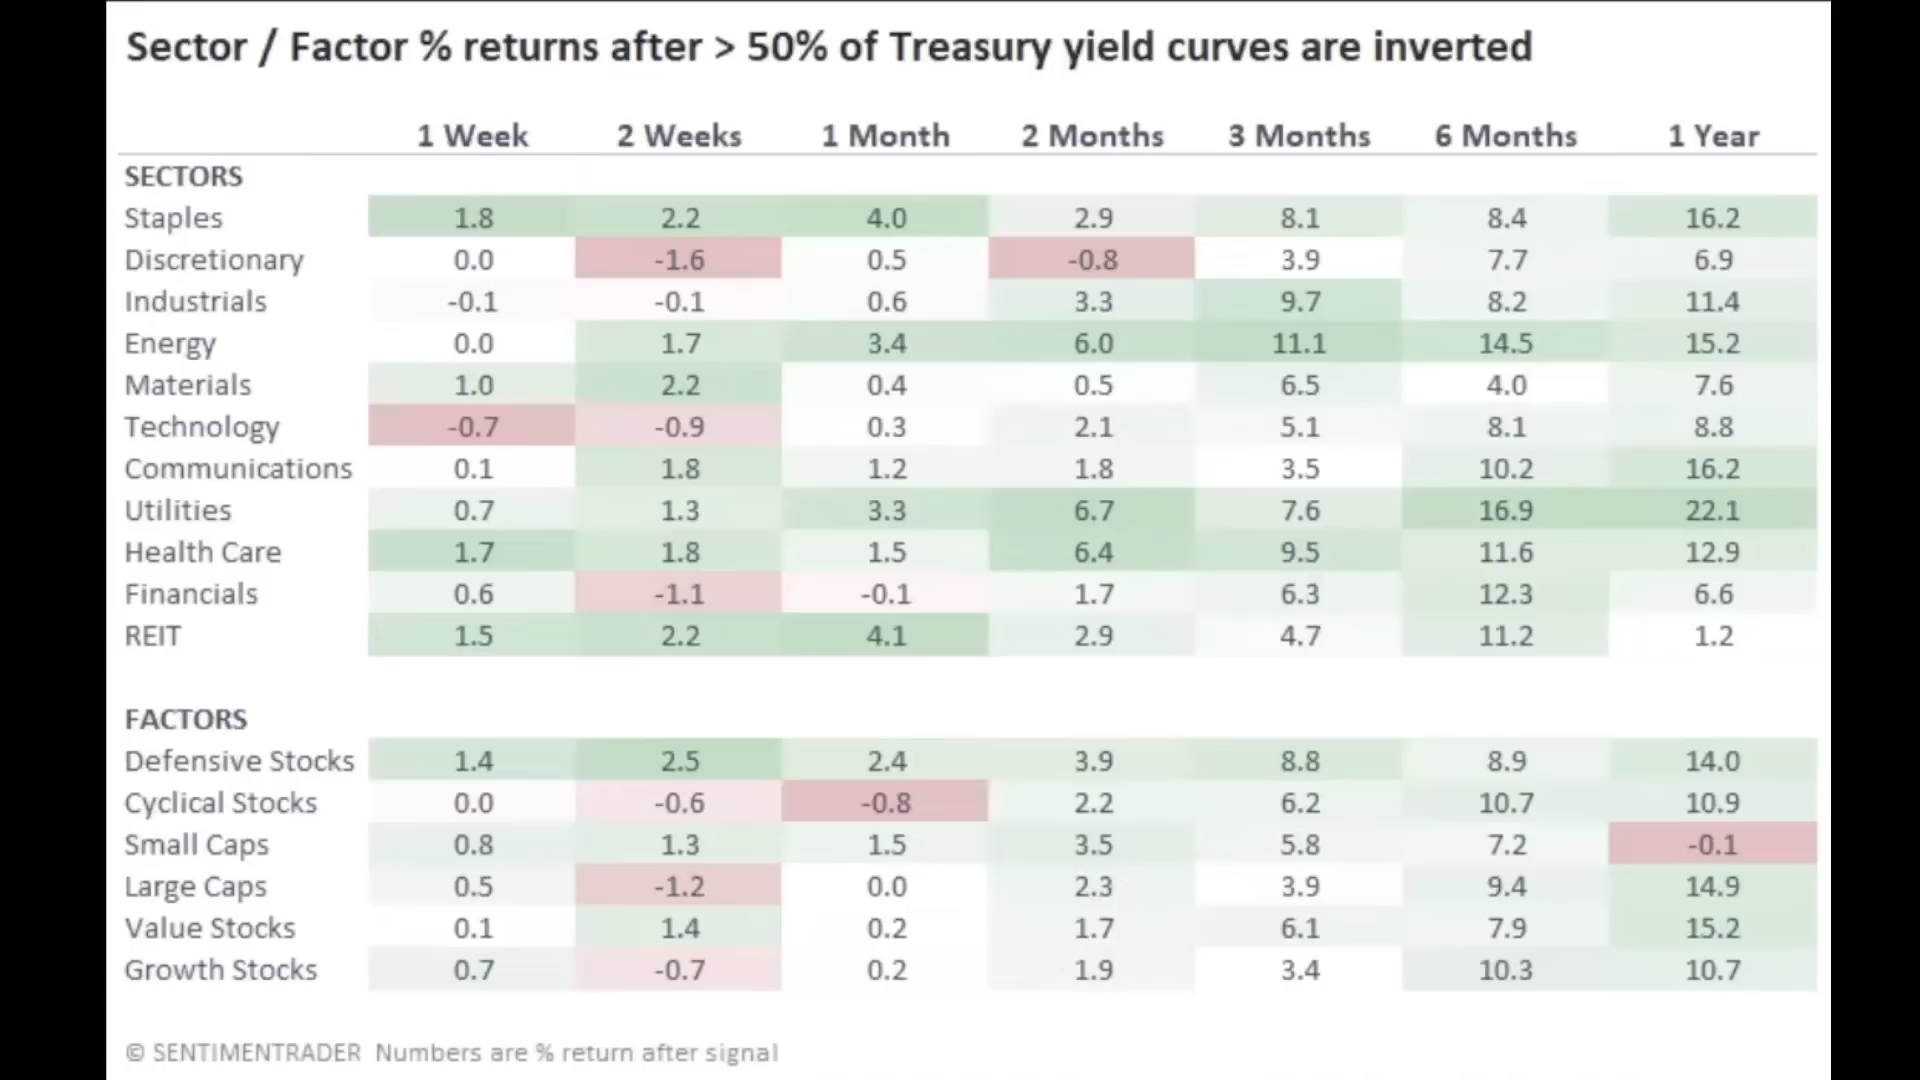 Sector / Factor % returns after > 50% of Treasury yield curves are inverted
1 Week 2 Weeks 1 Month 2 Months 3 Months 6 Months 1 Year
SECTORS
Staples 1.8 2.2 4.0 2.9 8.1 8.4 16.2
Discretionary 0.0 -1.6 0.5 -0.8 3.9 7.7 6.9
Industrials -0.1 -0.1 0.6 3.3 9.7 8.2 11.4
Energy 0.0 1.7 3.4 6.0 11.1 14.5 15.2
Materials 1.0 2.2 0.4 0.5 6.5 4.0 7.6
Technology -0.7 -0.9 0.3 2.1 5.1 8.1 8.8
Communications 0.1 1.8 1.2 1.8 3.5 10.2 16.2
Utilities 0.7 1.3 3.3 6.7 7.6 16.9 22.1
Health Care 1.7 1.8 1.5 6.4 9.5 11.6 12.9
Financials 0.6 -1.1 -0.1 1.7 6.3 12.3 6.6
REIT 1.5 2.2 4.1 2.9 4.7 11.2 1.2
FACTORS
Defensive Stocks 1.4 2.5 2.4 3.9 8.8 8.9 14.0
Cyclical Stocks 0.0 -0.6 -0.8 2.2 6.2 10.7 10.9
Small Caps 0.8 1.3 1.5 3.5 5.8 7.2 -0.1
Large Caps 0.5 -1.2 0.0 2.3 3.9 9.4 14.9
Value Stocks 0.1 1.4 0.2 1.7 6.1 7.9 15.2
Growth Stocks 0.7 -0.7 0.2 1.9 3.4 10.3 10.7
© SENTIMENTRADER Numbers are % return after signal